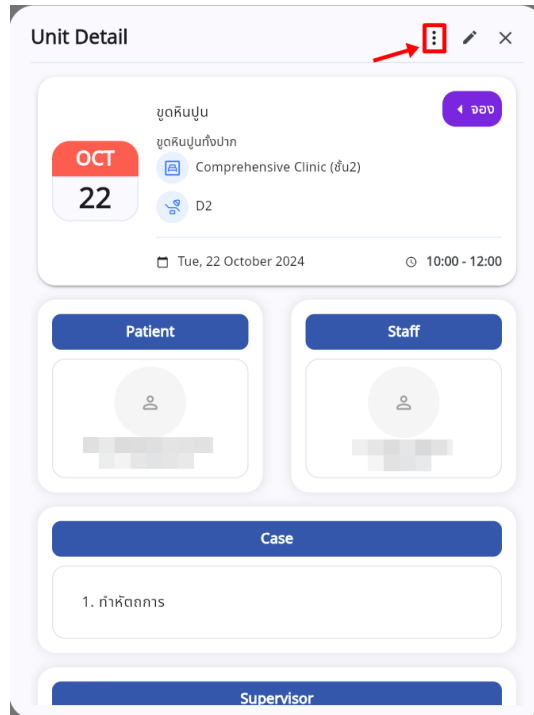 Unit Detail
ขูดหินปูน
จอง
ขูดหินปูนทั้งปาก
OCT
22
Comprehensive Clinic (ชั้น2)
D2
Tue, 22 October 2024
10:00 - 12:00
Patient
Staff
Case
1. ทำหัตถการ
Supervisor